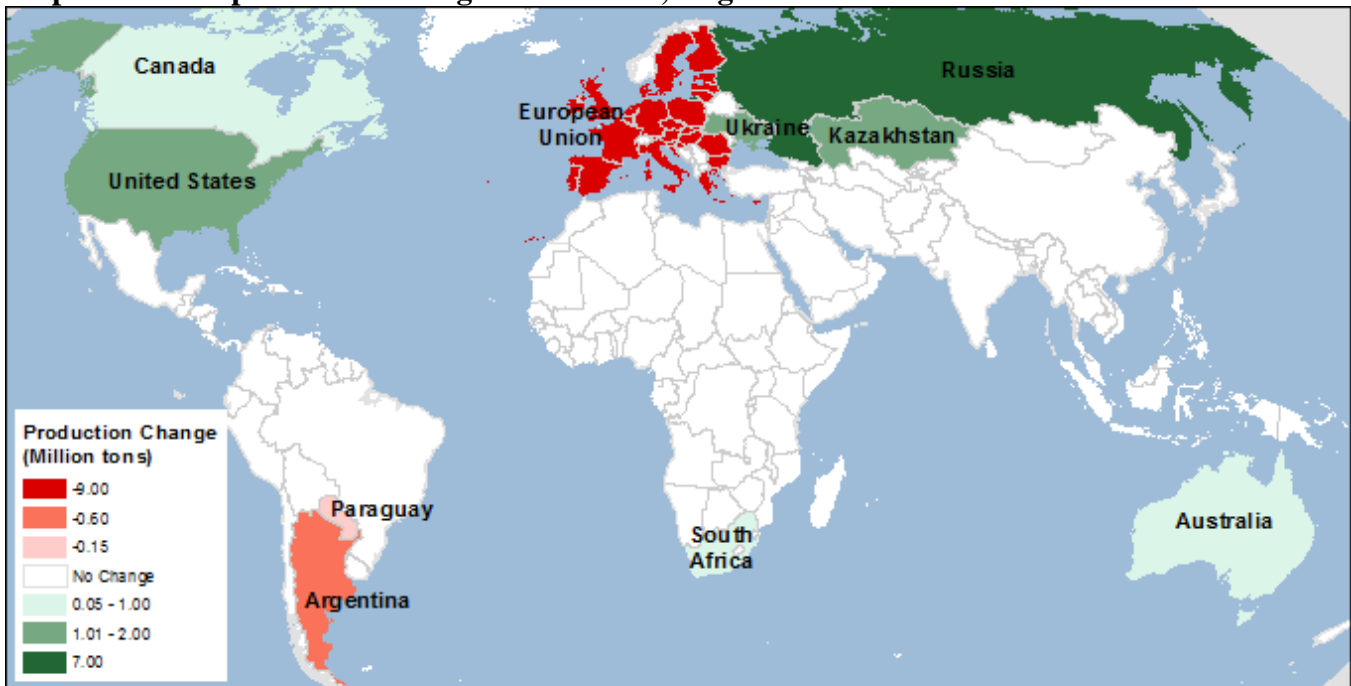 Canada
Russia
European
Union
Ukraine
Kazakhstan
United States
Production Change
(Million tons)
-9.00
-0.60
-0.15
No Change
0.05 - 1.00
1.01 - 2.00
7.00
Paraguay
Argentina
South
Africa
Australia